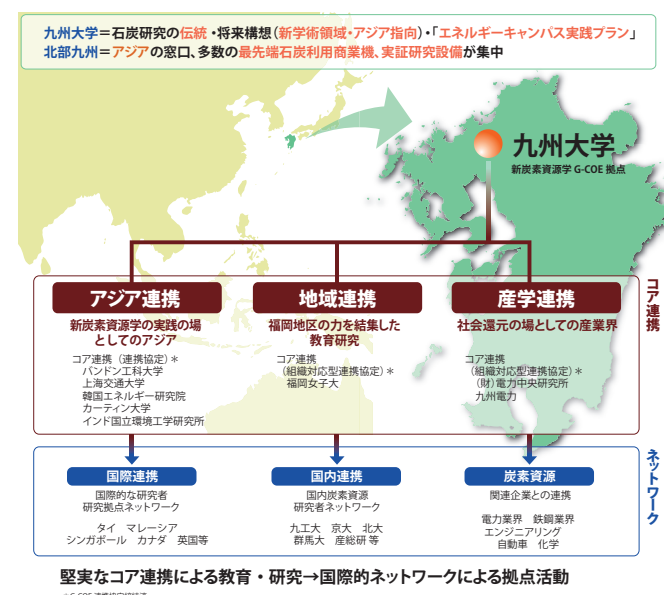 九州大学＝石炭研究の伝統・将来構想（新学術領域・アジア指向）・「エネルギーキャンパス実践プラン」
北部九州＝アジアの窓口、多数の最先端石炭利用商業機、実証研究設備が集中
九州大学
新炭素資源学 G-COE 拠点
コア連携
アジア連携
新炭素資源学の実践の場
としてのアジア
コア連携（連携協定）＊
バンドン工科大学
上海交通大学
韓国エネルギー研究院
カーティン大学
インド国立環境工学研究所
地域連携
福岡地区の力を結集した
教育研究
コア連携
（組織対応型連携協定）＊
福岡女子大
産学連携
社会還元の場としての産業界
コア連携
（組織対応型連携協定）＊
（財）電力中央研究所
九州電力
ネットワーク
国際連携
国際的な研究者
研究拠点ネットワーク
タイ　マレーシア
シンガポール　カナダ　英国等
国内連携
国内炭素資源
研究者ネットワーク
九工大　京大　北大
群馬大　産総研 等
炭素資源
関連企業との連携
電力業界　鉄鋼業界
エンジニアリング
自動車　化学
堅実なコア連携による教育・研究→国際的ネットワークによる拠点活動